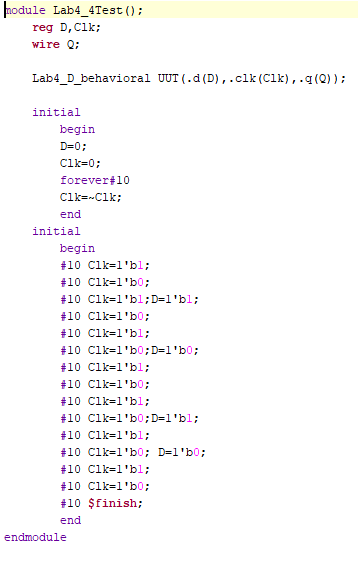 module Lab4_4Test();
reg D,Clk;
wire Q;
Lab4_D_behavioral UUT(.d(D),.clk(Clk),.q(Q));
initial
begin
D=0;
Clk=0;
forever#10
Clk=~Clk;
end
initial
begin
#10 Clk=1'b1;
#10 Clk=1'b0;
#10 Clk=1'b1;D=1'b1;
#10 Clk=1'b0;
#10 Clk=1'b1;
#10 Clk=1'b0;D=1'b0;
#10 Clk=1'b1;
#10 Clk=1'b0;
#10 Clk=1'b1;
#10 Clk=1'b0;D=1'b1;
#10 Clk=1'b1;
#10 Clk=1'b0; D=1'b0;
#10 Clk=1'b1;
#10 Clk=1'b0;
#10 $finish;
end
endmodule